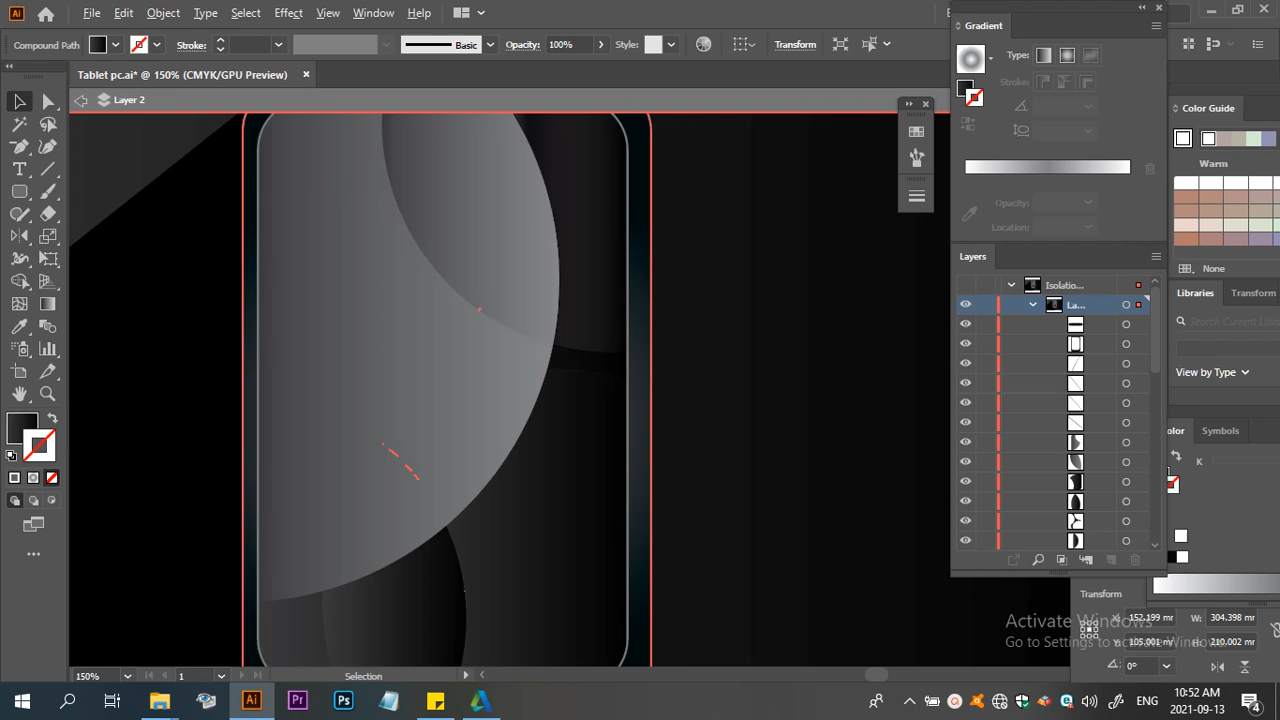 File Edit Object Type Select Effect View Window Help
Compound Path Stroke: Basic Opacity: 100% Style: Transform
Gradient
Type:
Stroke:
Opacity:
Location:
Tablet pc.ai* @ 150% (CMYK/GPU Preview)
Layer 2
Color Guide
Warm
None
Layers
Isolatio...
La...
Libraries Transform
Search Current
View by Type
Symbols
K
Transform
X: 152.199 mr W: 304.398 mr
Y: 105.001 mr H: 210.002 mr
0°
Activate Windows
Go to Settings to activate Windows.
150% 1 Selection
ENG 10:52 AM
2021-09-13